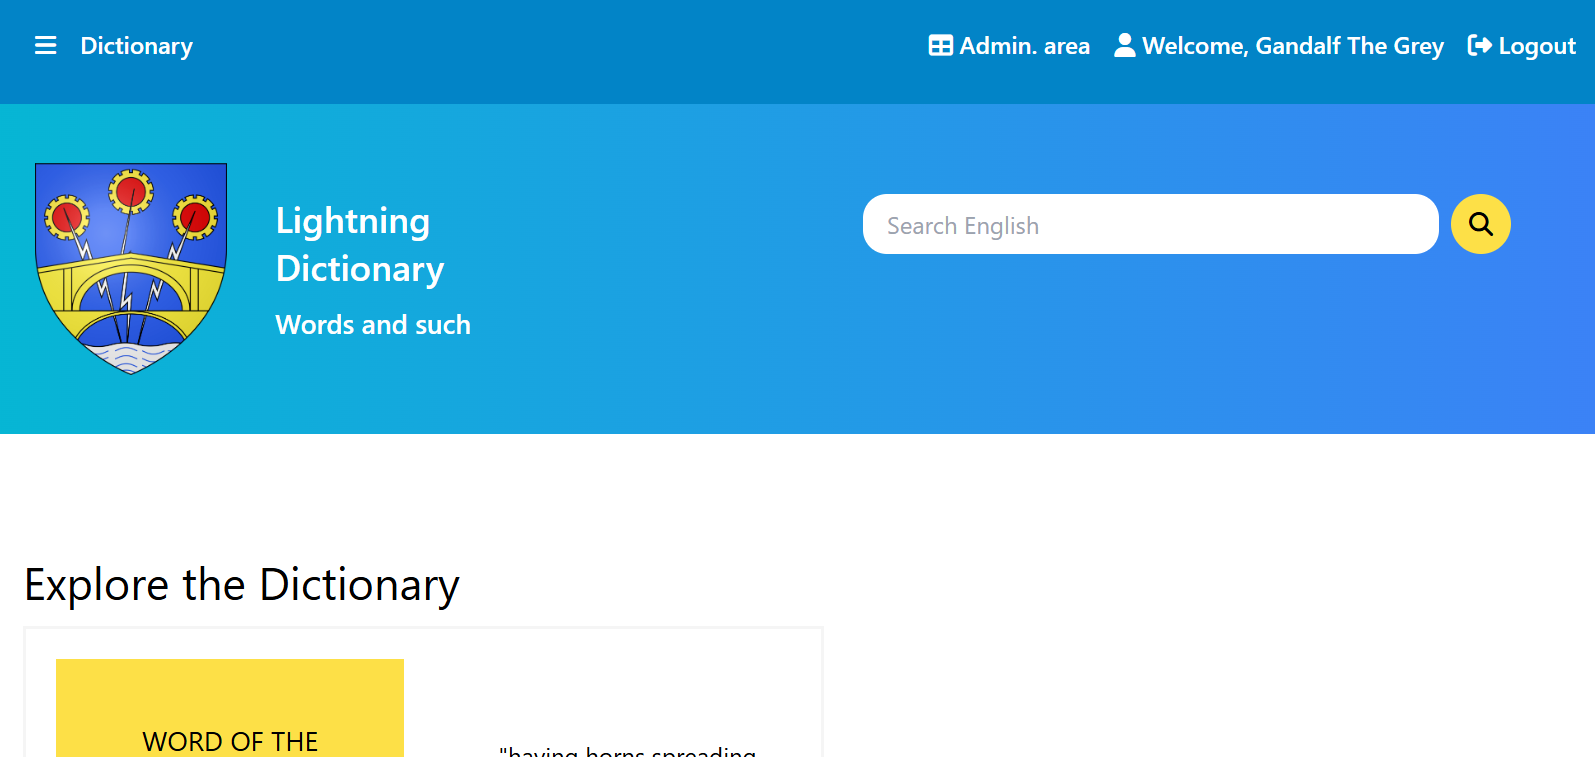 Dictionary
Admin. area
Welcome, Gandalf The Grey
Logout
Lightning
Dictionary
Words and such
Search English
Explore the Dictionary
WORD OF THE
"having horns spreading